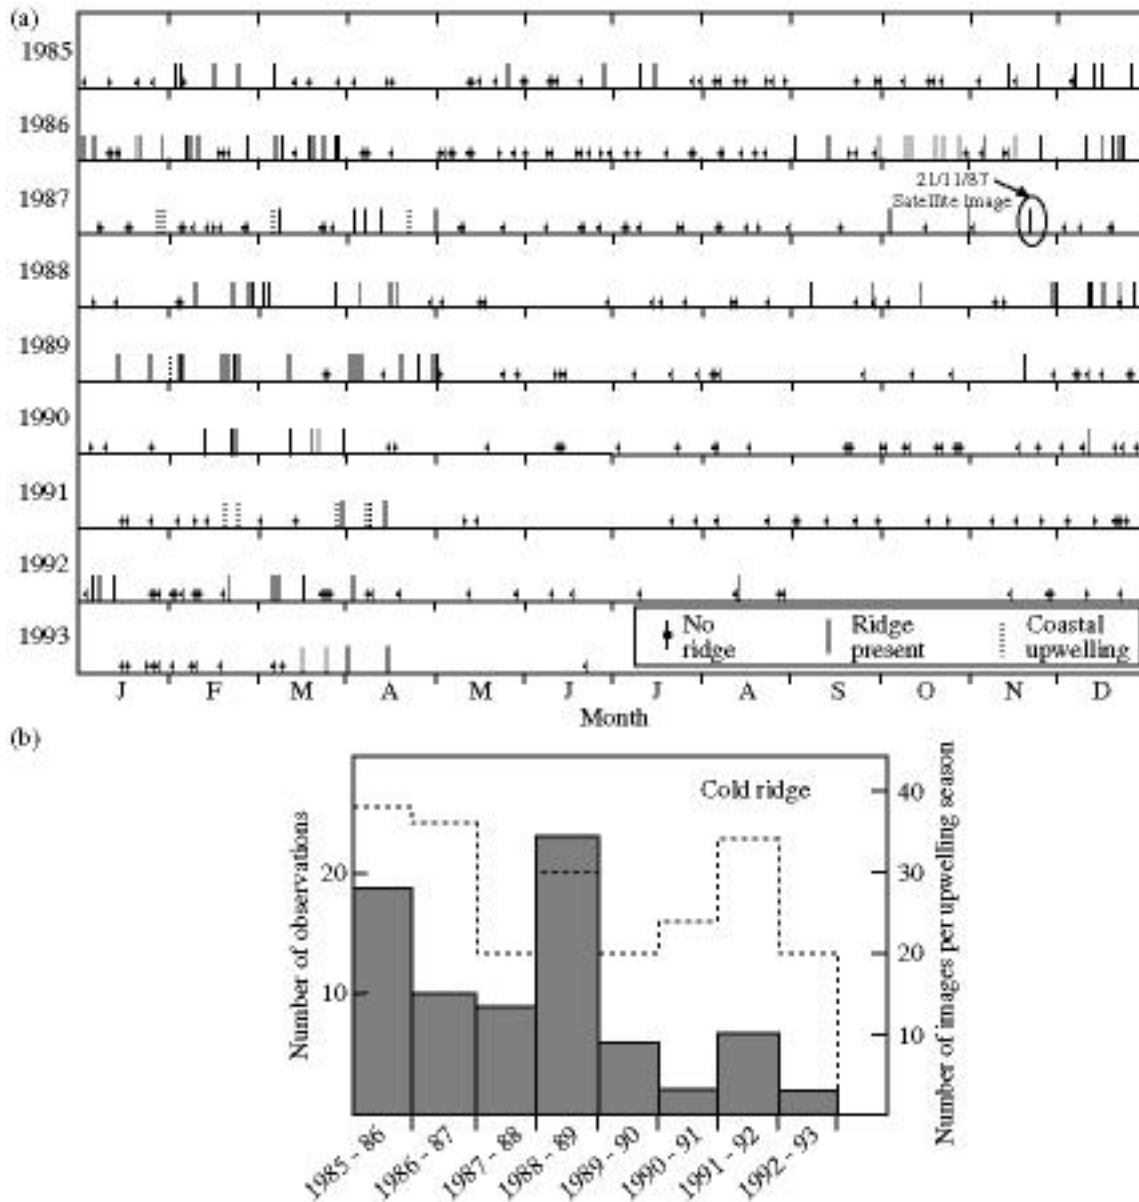 (a)
1985
1986
1987
21/11/87
Satellite Image
1988
1989
1990
1991
1992
1993
No
ridge
Ridge
present
Coastal
upwelling
J F M A M J J A S O N D
Month
(b)
Cold ridge
Number of observations
20
10
Number of images per upwelling season
40
30
20
10
1985 - 86
1986 - 87
1987 - 88
1988 - 89
1989 - 90
1990 - 91
1991 - 92
1992 - 93